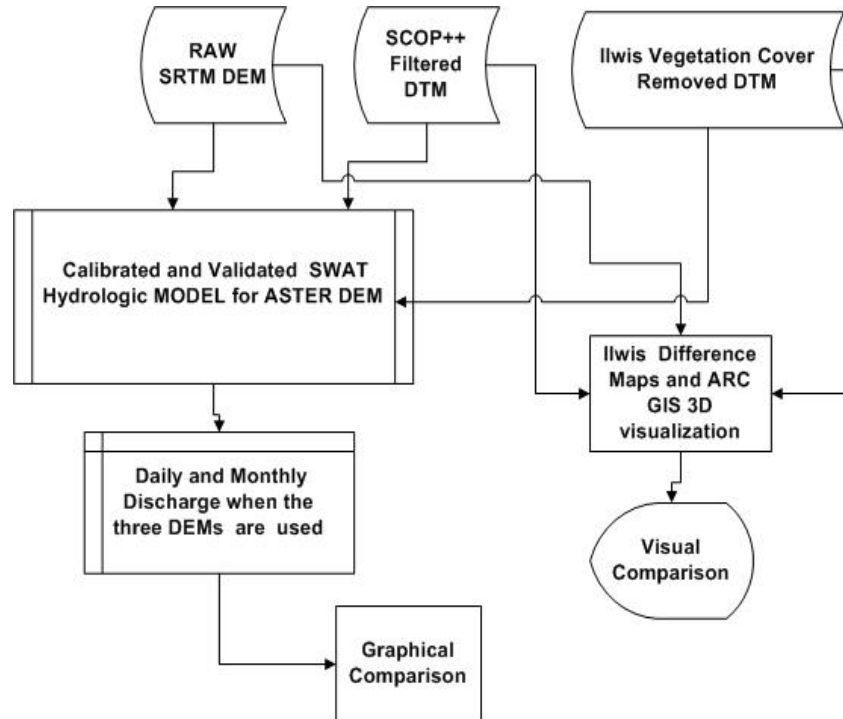 RAW
SRTM DEM
SCOP++
Filtered
DTM
Ilwis Vegetation Cover
Removed DTM
Calibrated and Validated SWAT
Hydrologic MODEL for ASTER DEM
Ilwis Difference
Maps and ARC
GIS 3D
visualization
Daily and Monthly
Discharge when the
three DEMs are used
Visual
Comparison
Graphical
Comparison